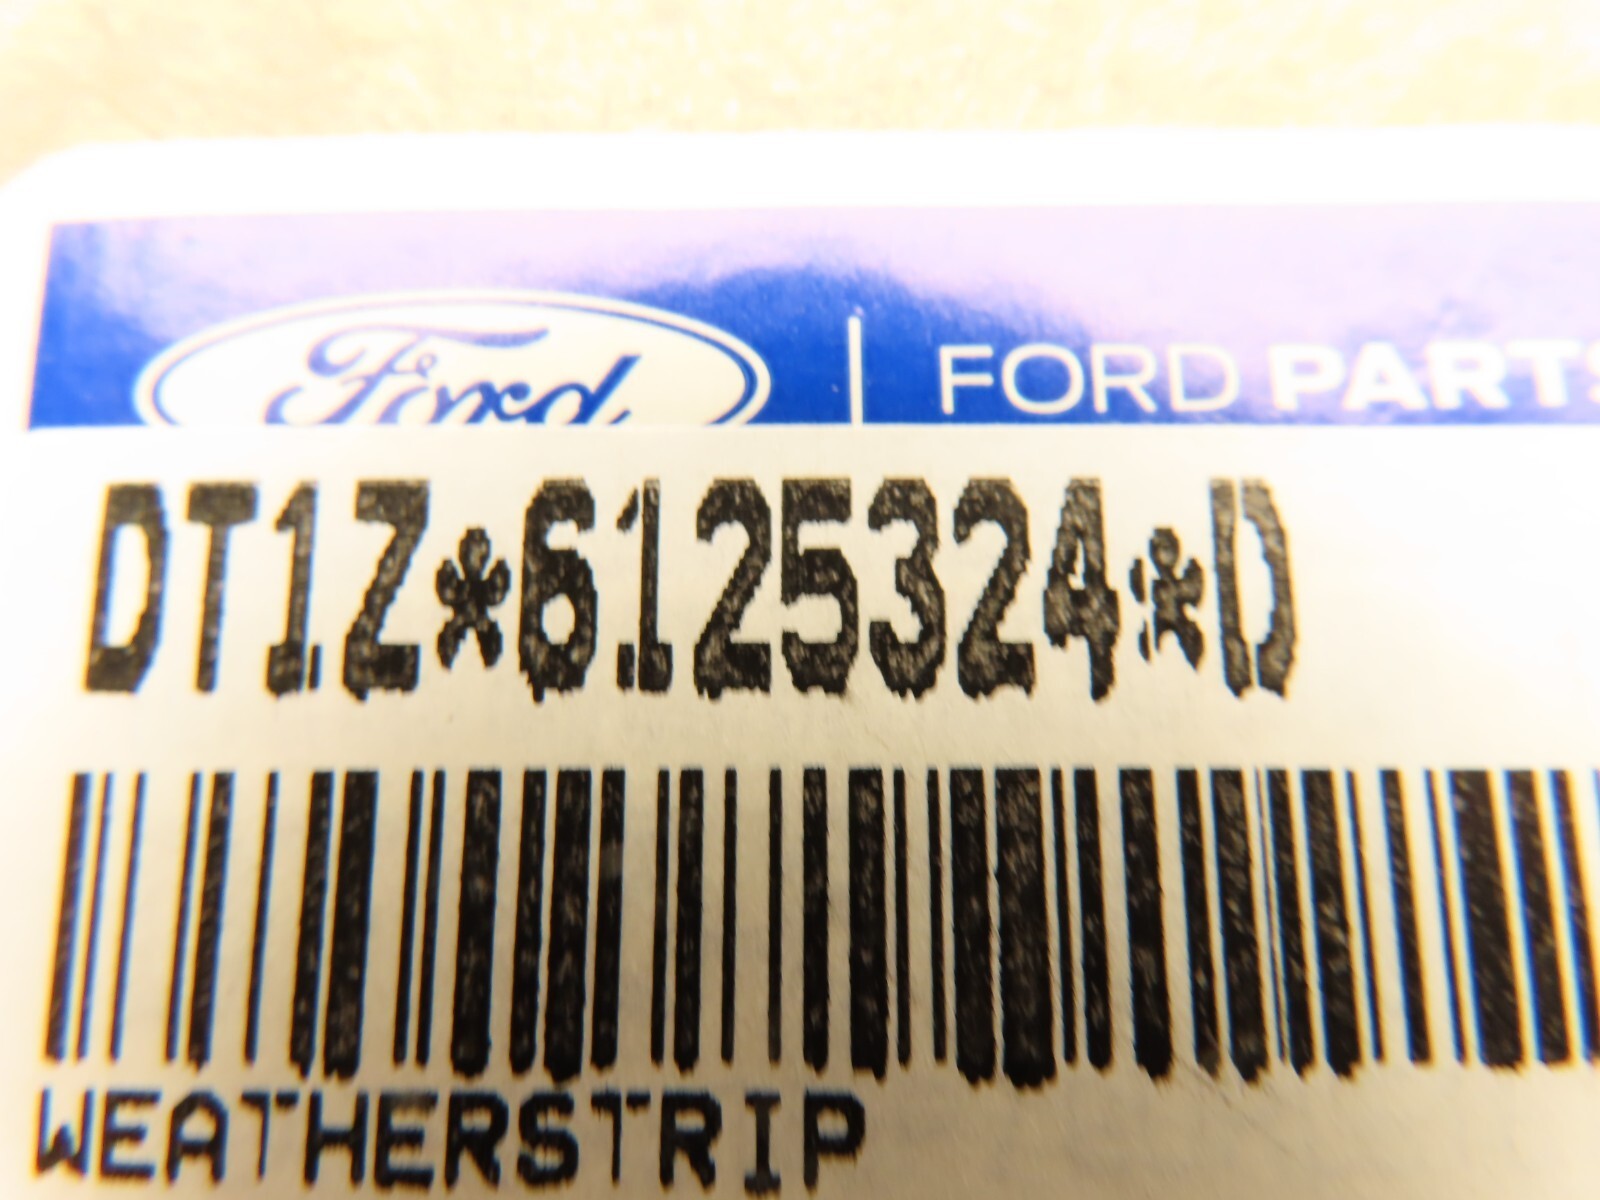 Ford | FORD PARTS
DT1Z*6125324*D
WEATHERSTRIP